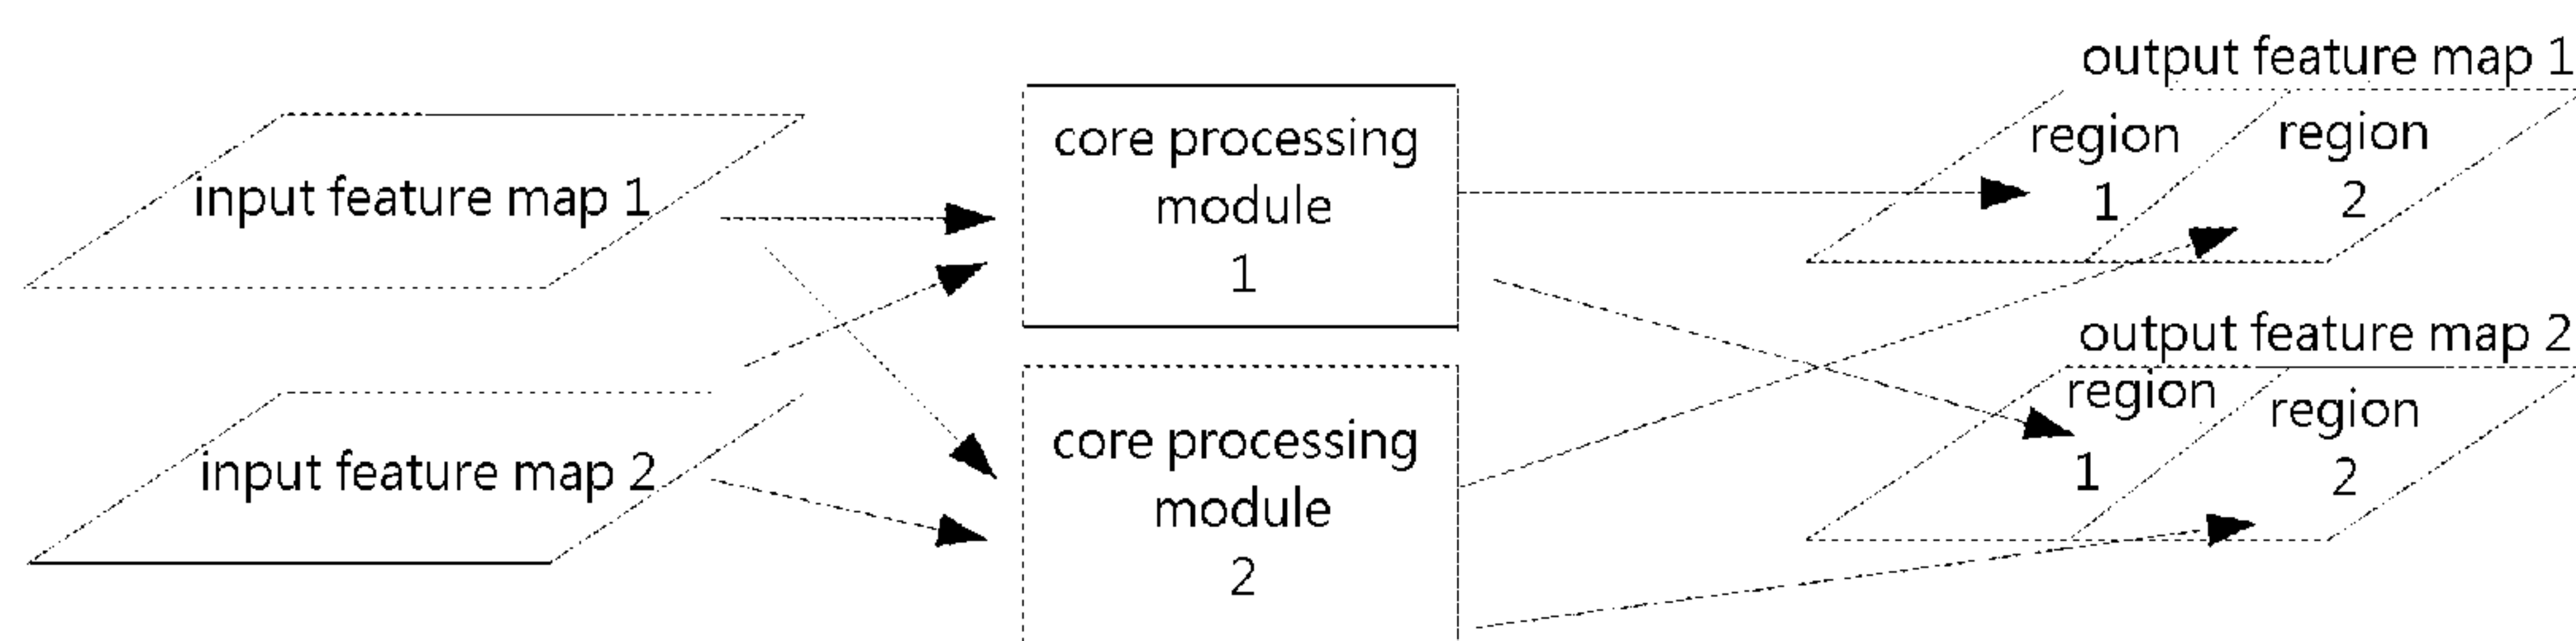 input feature map 1
input feature map 2
core processing
module
1
core processing
module
2
output feature map 1
region
1
region
2
output feature map 2
region
1
region
2